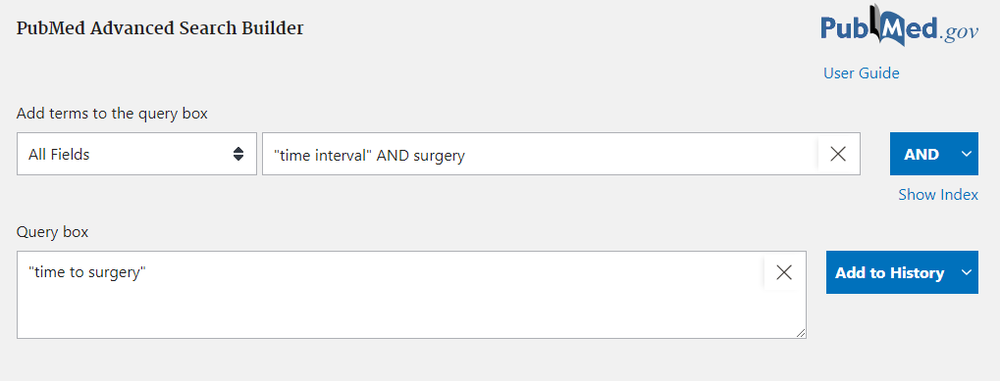 PubMed Advanced Search Builder
PubMed.gov
User Guide
Add terms to the query box
All Fields
"time interval" AND surgery
AND
Show Index
Query box
"time to surgery"
Add to History